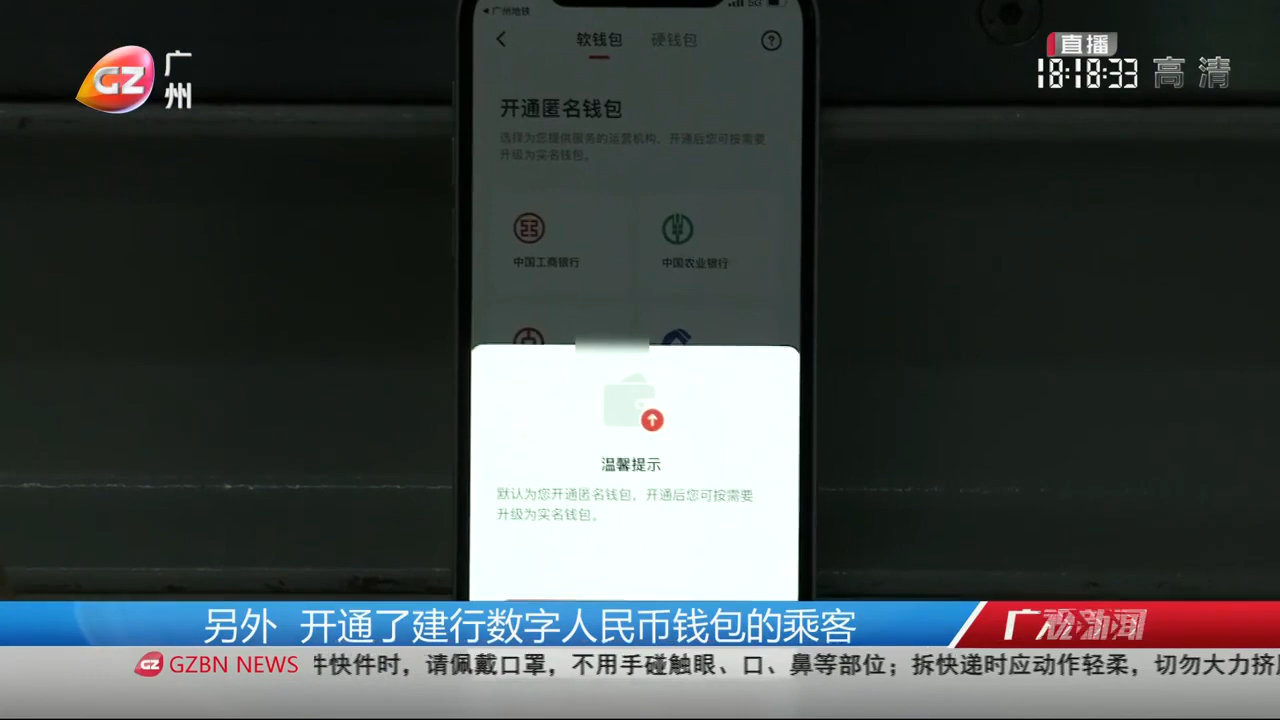 广州地铁
5G
软钱包 硬钱包
?
开通匿名钱包
选择为您提供服务的运营机构，开通后您可按需要
升级为实名钱包。
中国工商银行 中国农业银行
温馨提示
默认为您开通匿名钱包，开通后您可按需要
升级为实名钱包。
GZ 广州
直播
18:18:33 高清
另外 开通了建行数字人民币钱包的乘客
广视新闻
GZ GZBN NEWS 件快件时，请佩戴口罩，不用手碰触眼、口、鼻等部位；拆快递时应动作轻柔，切勿大力挤